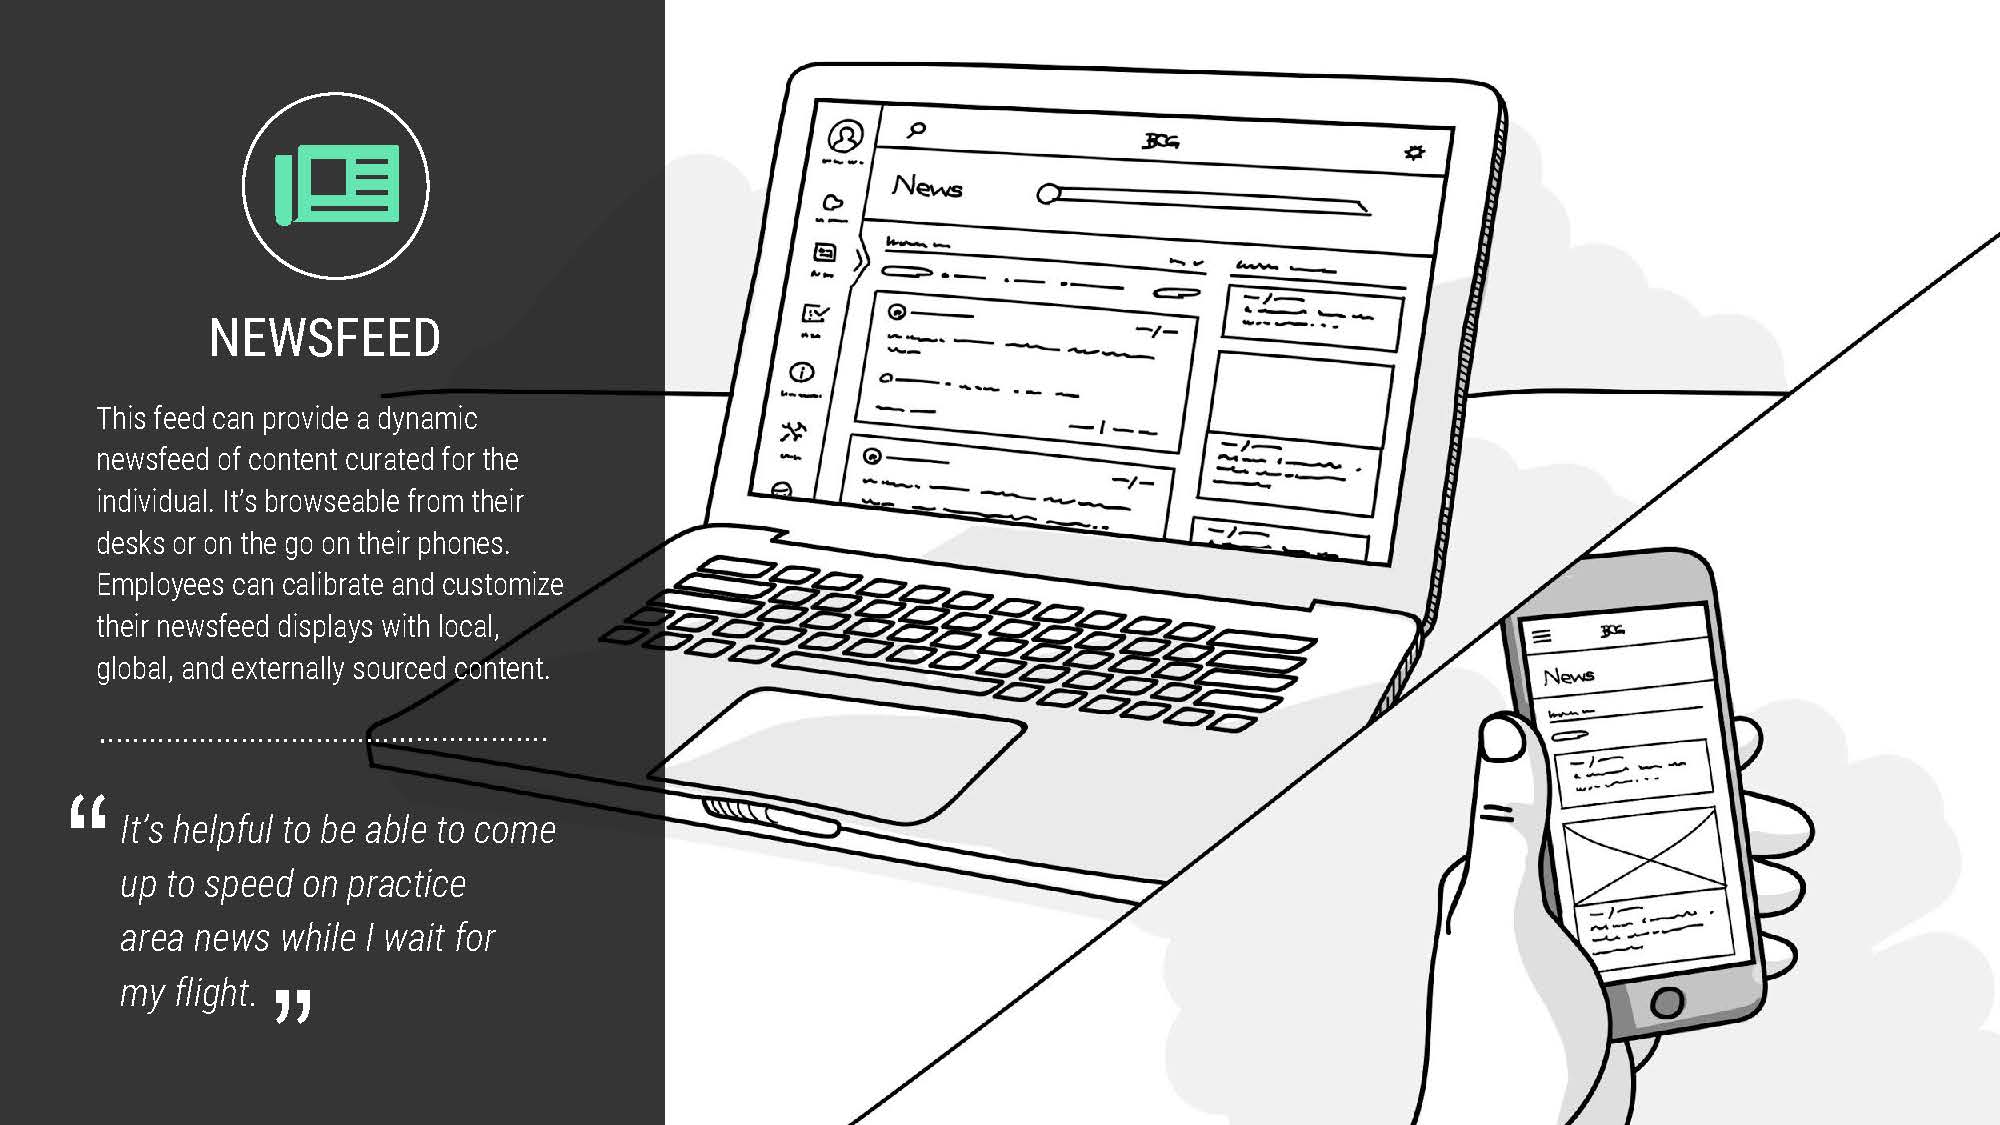 NEWSFEED
This feed can provide a dynamic
newsfeed of content curated for the
individual. It’s browseable from their
desks or on the go on their phones.
Employees can calibrate and customize
their newsfeed displays with local,
global, and externally sourced content.
“ It’s helpful to be able to come
up to speed on practice
area news while I wait for
my flight. ”
BCG
News
BCG
News